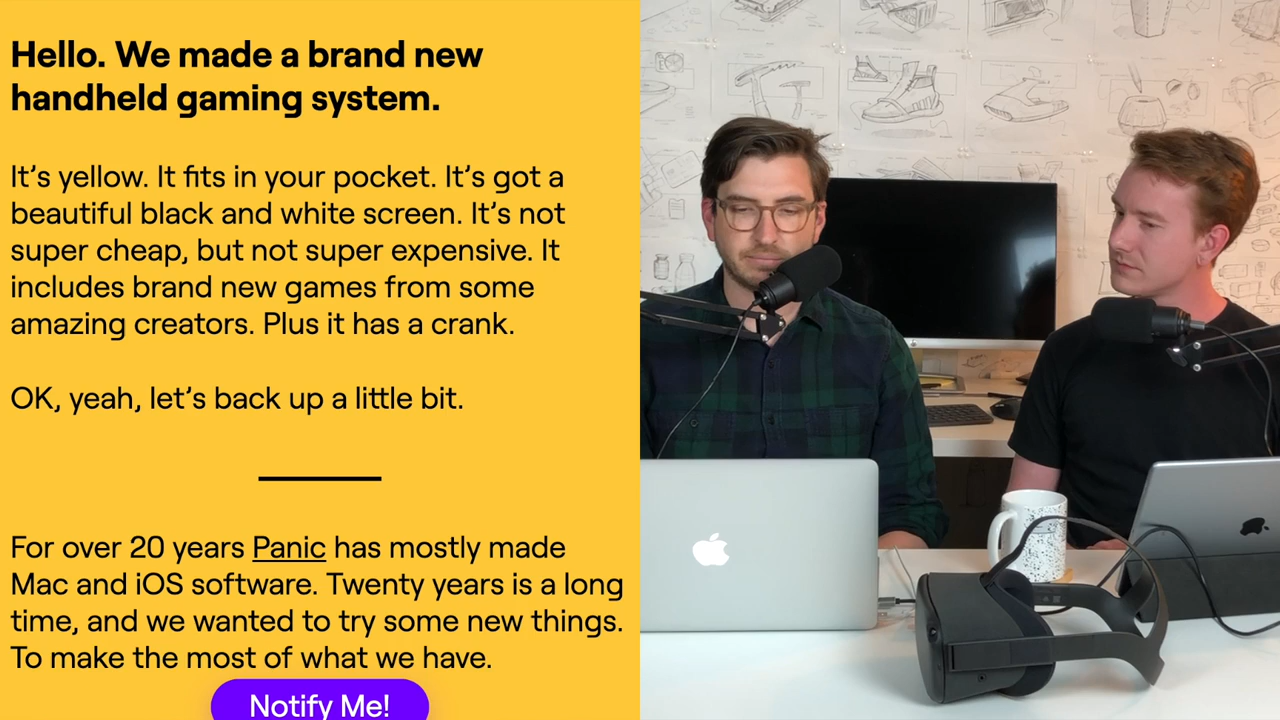 Hello. We made a brand new
handheld gaming system.
It’s yellow. It fits in your pocket. It’s got a
beautiful black and white screen. It’s not
super cheap, but not super expensive. It
includes brand new games from some
amazing creators. Plus it has a crank.
OK, yeah, let’s back up a little bit.
For over 20 years Panic has mostly made
Mac and iOS software. Twenty years is a long
time, and we wanted to try some new things.
To make the most of what we have.
Notify Me!